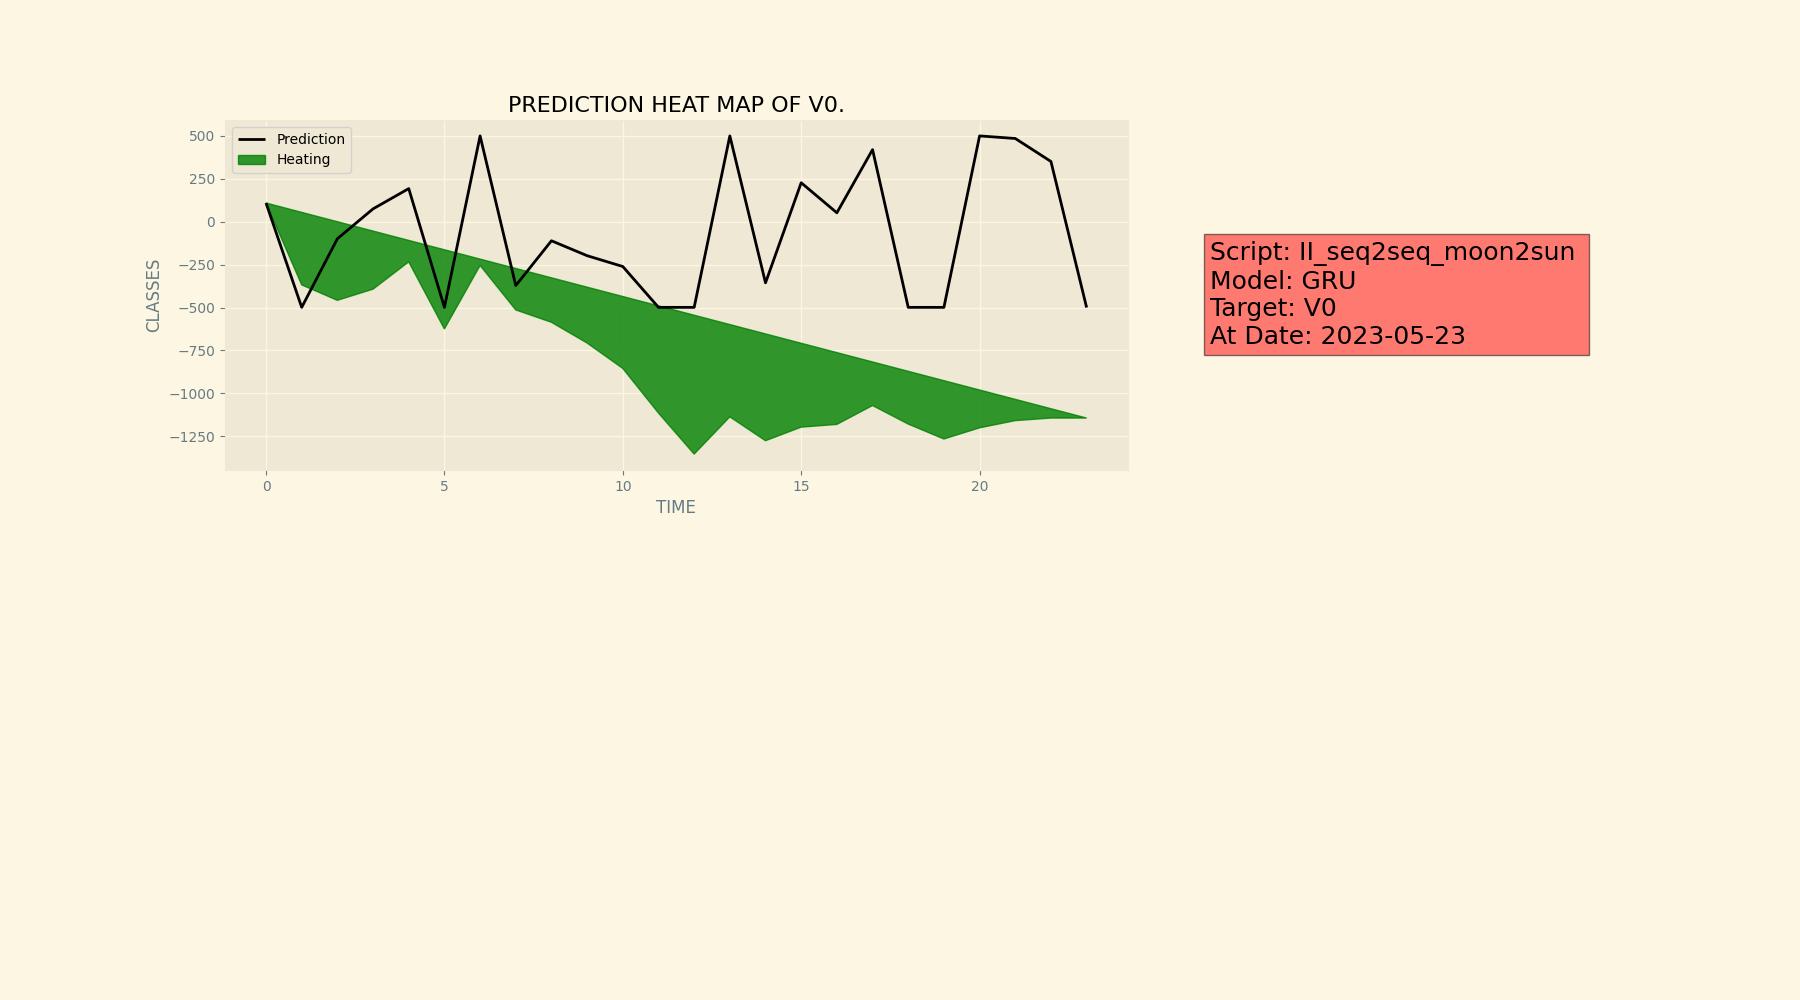 PREDICTION HEAT MAP OF V0.
Prediction
Heating
500
250
0
−250
−500
−750
−1000
−1250
CLASSES
0 5 10 15 20
TIME
Script: II_seq2seq_moon2sun
Model: GRU
Target: V0
At Date: 2023-05-23